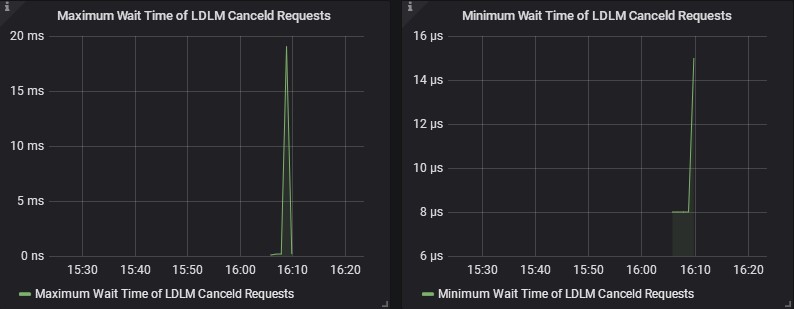 i
Maximum Wait Time of LDLM Canceld Requests
20 ms
15 ms
10 ms
5 ms
0 ns
15:30 15:40 15:50 16:00 16:10 16:20
Maximum Wait Time of LDLM Canceld Requests
i
Minimum Wait Time of LDLM Canceld Requests
16 µs
14 µs
12 µs
10 µs
8 µs
6 µs
15:30 15:40 15:50 16:00 16:10 16:20
Minimum Wait Time of LDLM Canceld Requests